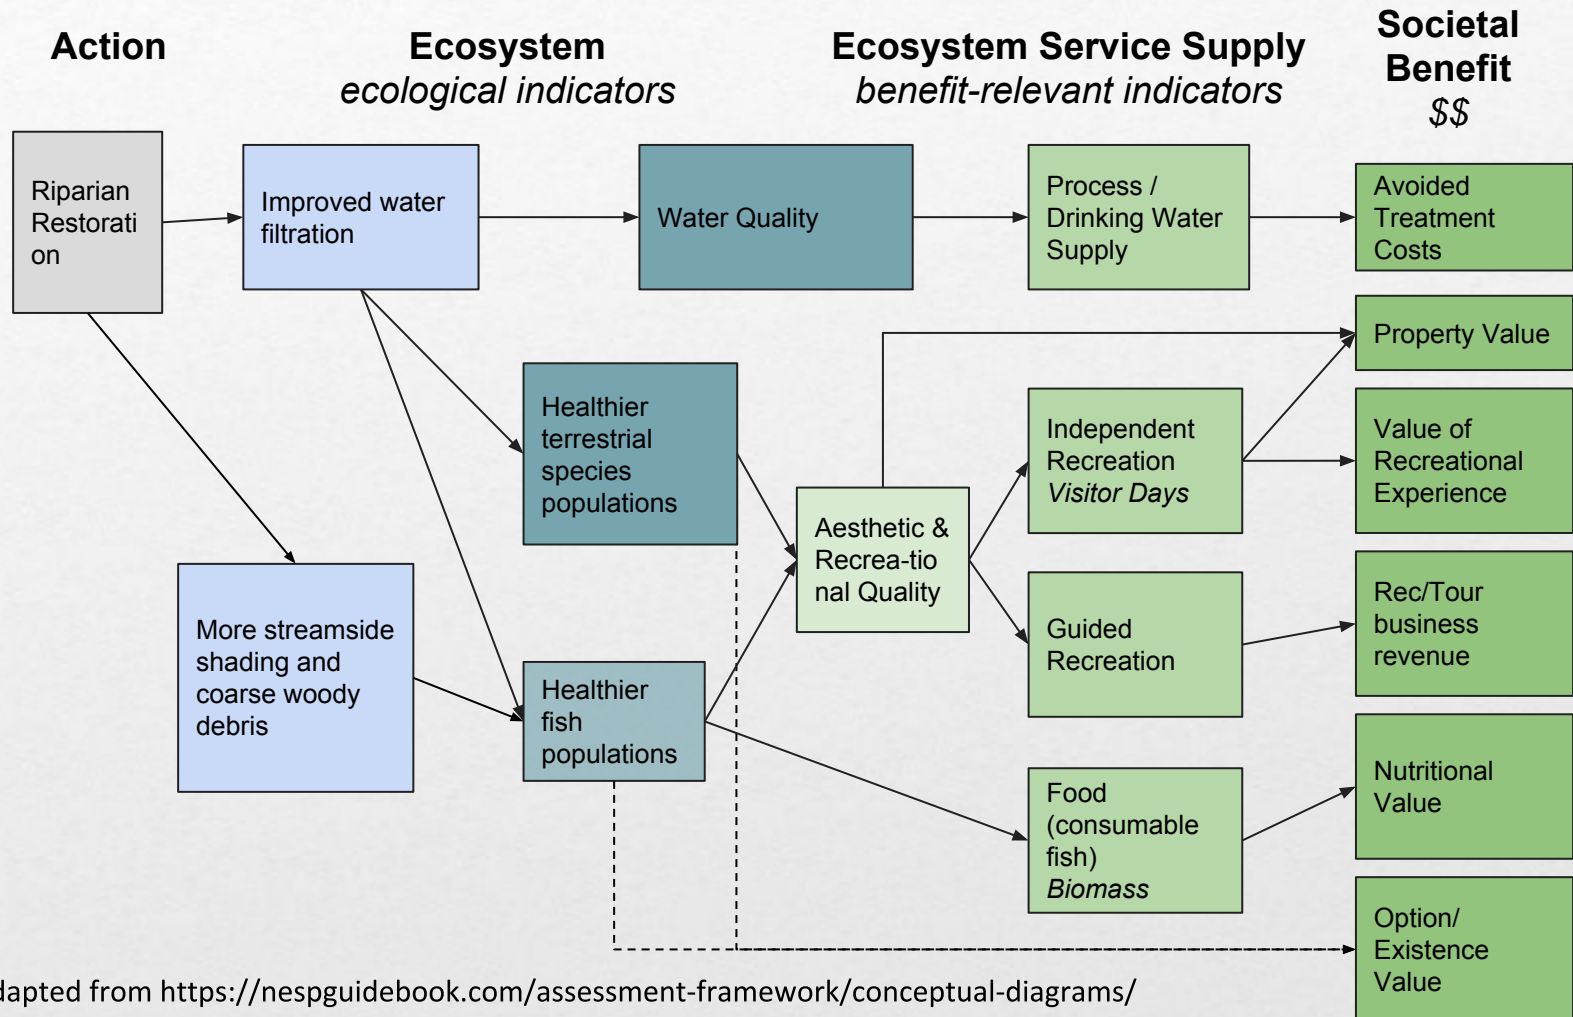 Action
Ecosystem
ecological indicators
Ecosystem Service Supply
benefit-relevant indicators
Societal
Benefit
$$
Riparian
Restorati
on
Improved water
filtration
Water Quality
Process /
Drinking Water
Supply
Avoided
Treatment
Costs
Property Value
Healthier
terrestrial
species
populations
Independent
Recreation
Visitor Days
Value of
Recreational
Experience
Aesthetic &
Recrea-tio
nal Quality
More streamside
shading and
coarse woody
debris
Healthier
fish
populations
Guided
Recreation
Rec/Tour
business
revenue
Food
(consumable
fish)
Biomass
Nutritional
Value
Option/
Existence
Value
dapted from https://nespguidebook.com/assessment-framework/conceptual-diagrams/